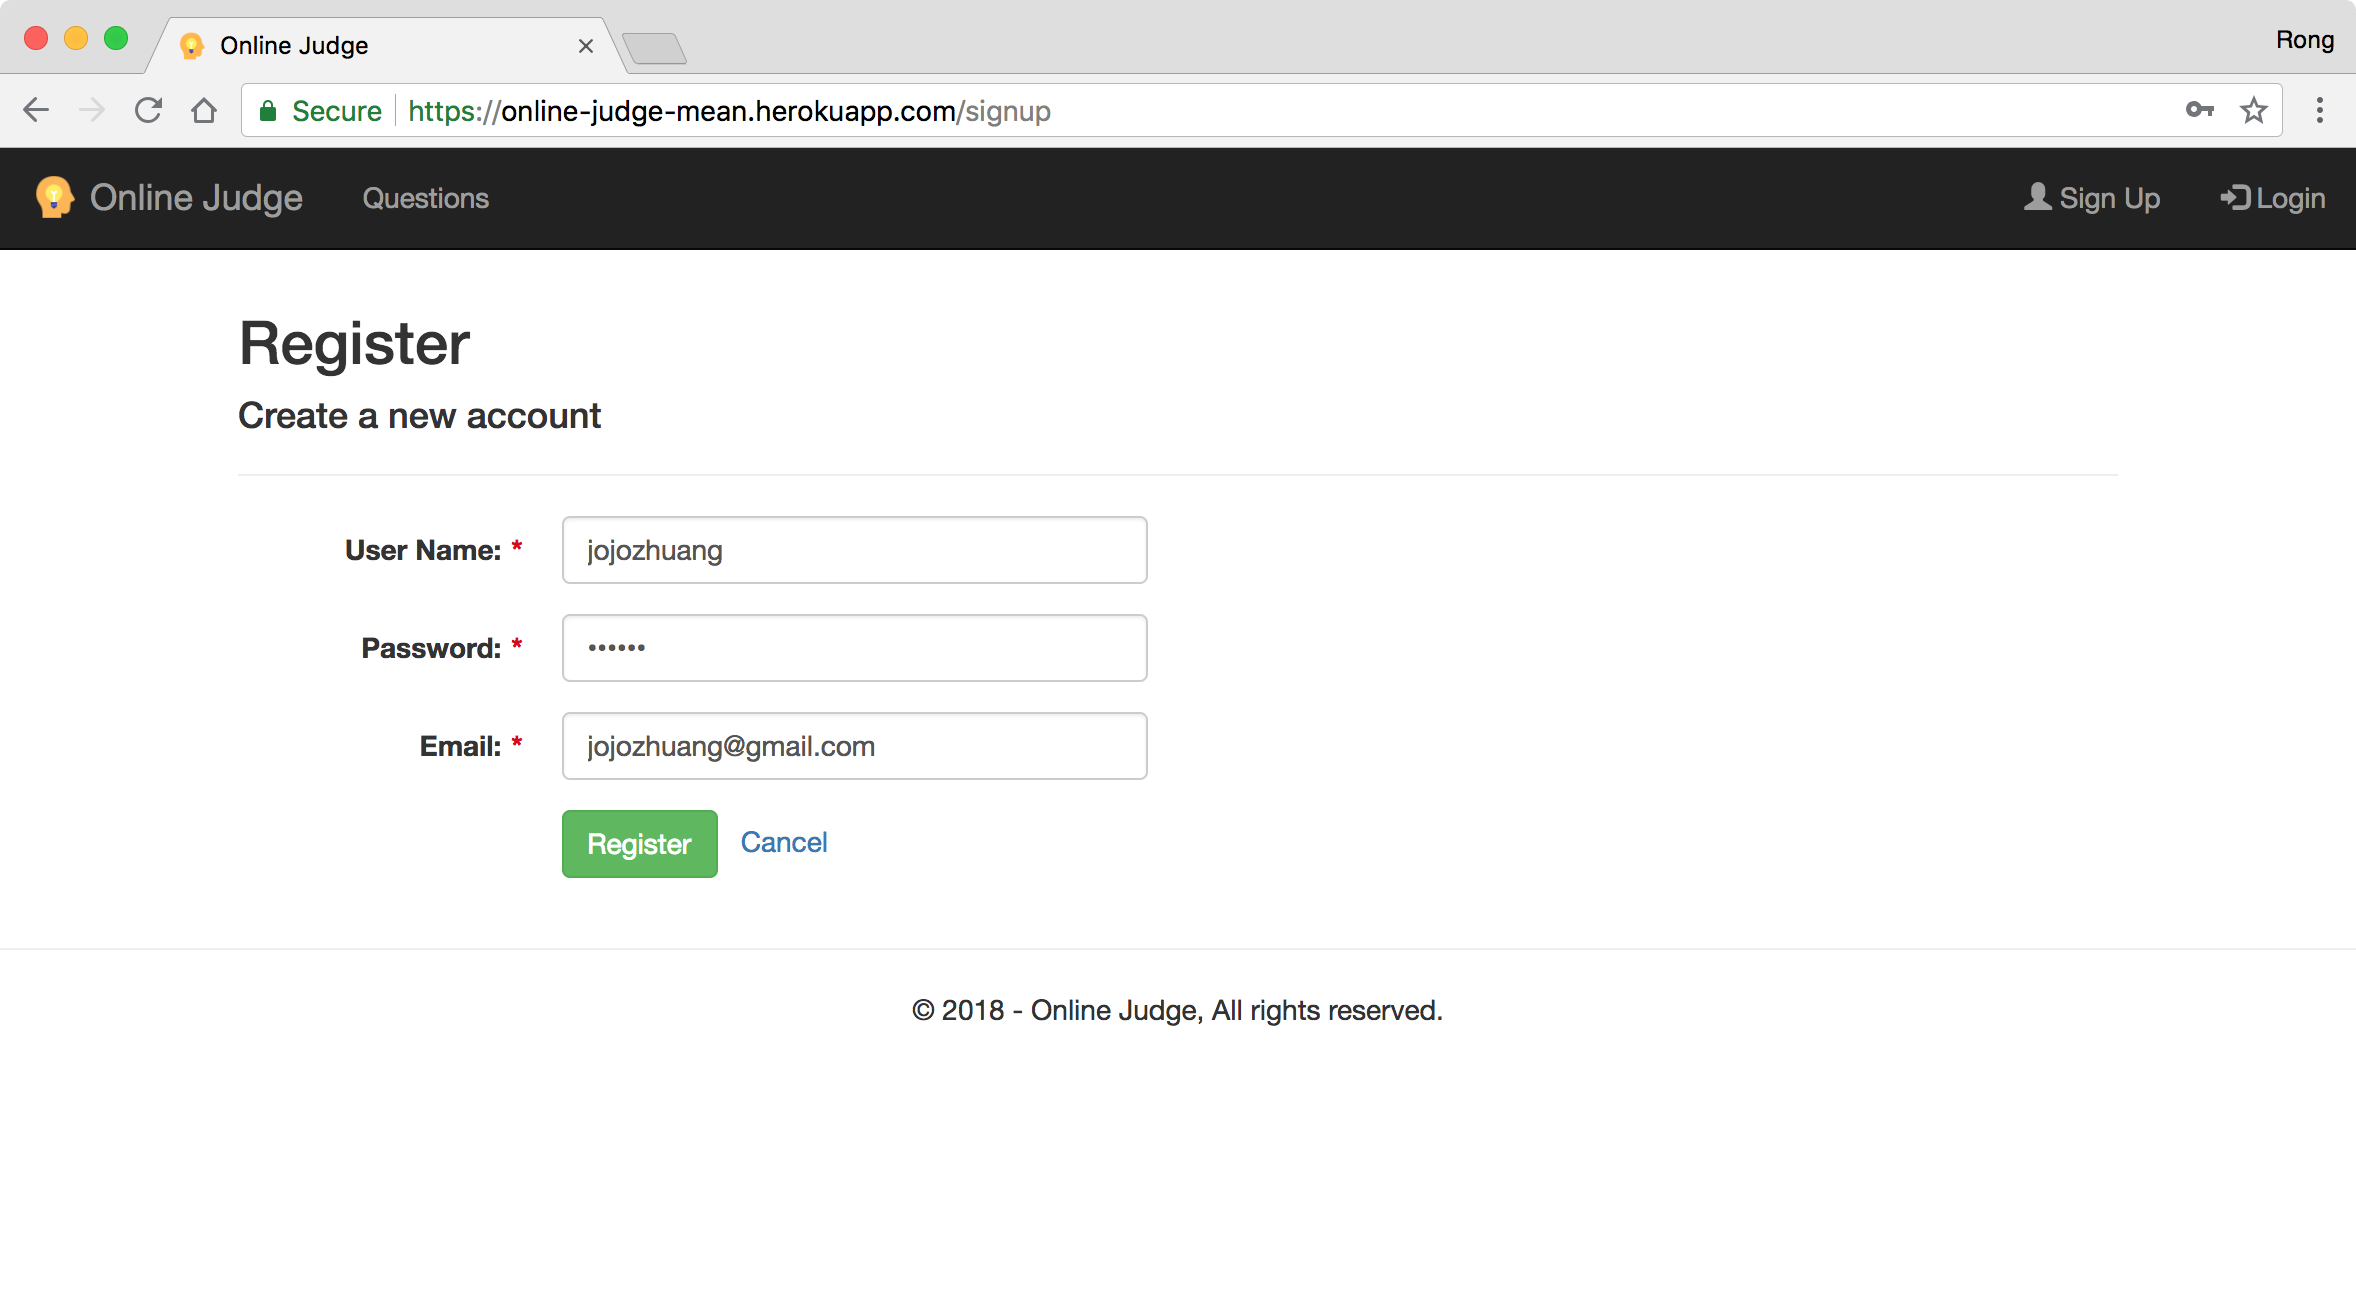 Online Judge
Rong
Secure https://online-judge-mean.herokuapp.com/signup
Online Judge Questions Sign Up Login
Register
Create a new account
User Name: * jojozhuang
Password: * ••••••
Email: * jojozhuang@gmail.com
Register Cancel
© 2018 - Online Judge, All rights reserved.